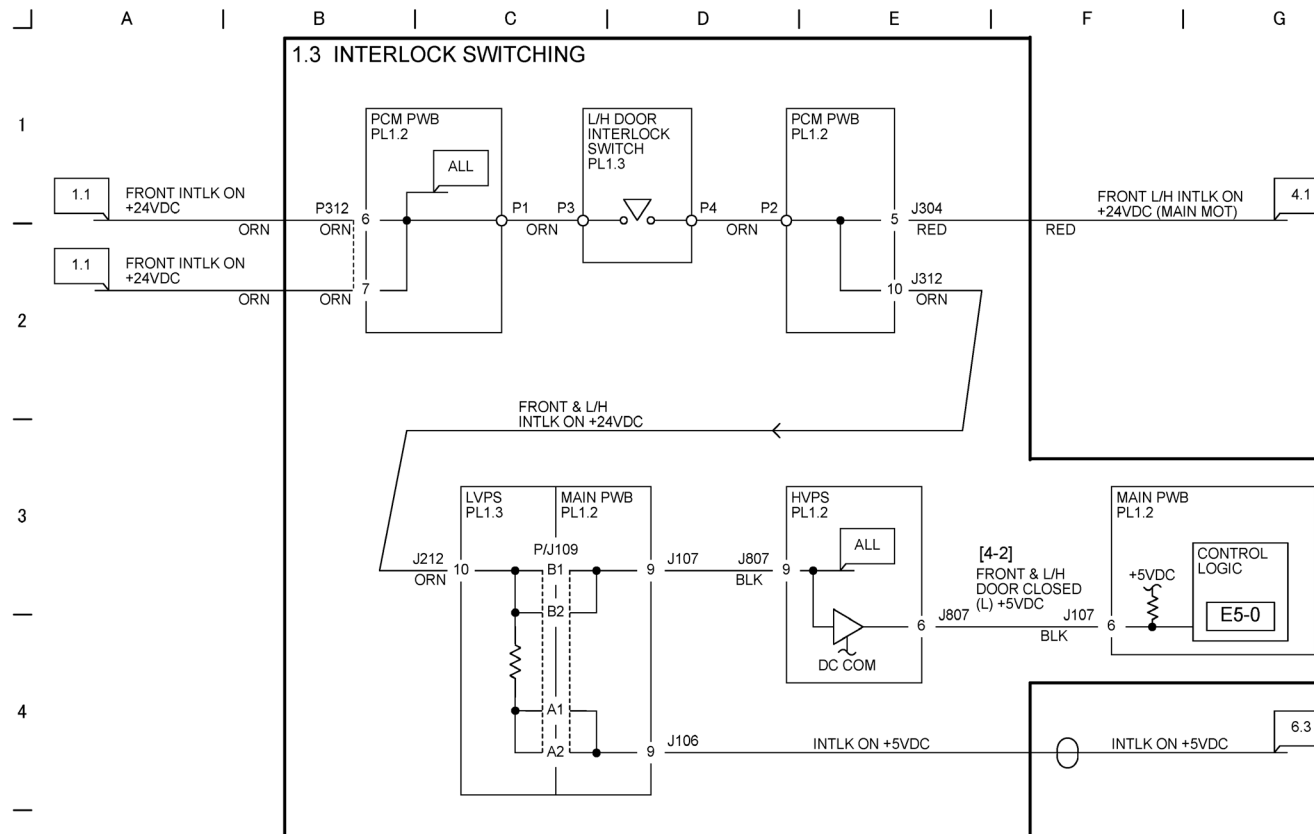 A B C D E F G
1.3 INTERLOCK SWITCHING
1
PCM PWB
PL1.2
ALL
L/H DOOR
INTERLOCK
SWITCH
PL1.3
PCM PWB
PL1.2
1.1
FRONT INTLK ON
+24VDC
ORN
P312
ORN
6
P1
ORN
P3
P4
ORN
P2
5
J304
RED
RED
FRONT L/H INTLK ON
+24VDC (MAIN MOT)
4.1
1.1
FRONT INTLK ON
+24VDC
ORN
ORN
7
10
J312
ORN
2
FRONT & L/H
INTLK ON +24VDC
3
LVPS
PL1.3
MAIN PWB
PL1.2
P/J109
J212
ORN
10
B1
B2
9
J107
J807
BLK
HVPS
PL1.2
9
ALL
DC COM
6
J807
[4-2]
FRONT & L/H
DOOR CLOSED
(L) +5VDC
J107
BLK
MAIN PWB
PL1.2
6
+5VDC
CONTROL
LOGIC
E5-0
4
A1
A2
9
J106
INTLK ON +5VDC
INTLK ON +5VDC
6.3